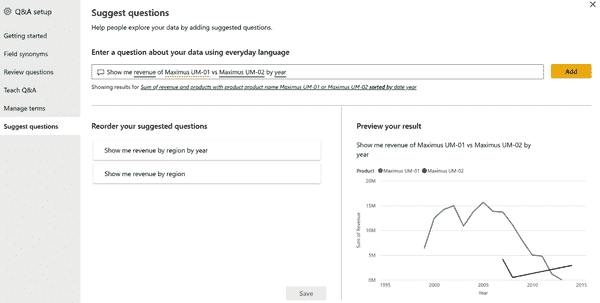 Q&A setup
Getting started
Field synonyms
Review questions
Teach Q&A
Manage terms
Suggest questions
Suggest questions
Help people explore your data by adding suggested questions.
Enter a question about your data using everyday language
Show me revenue of Maximus UM-01 vs Maximus UM-02 by year
Add
Showing results for Sum of revenue and products with product product name Maximus UM-01 or Maximus UM-02 sorted by date year
Reorder your suggested questions
Show me revenue by region by year
Show me revenue by region
Save
Preview your result
Show me revenue of Maximus UM-01 vs Maximus UM-02 by
year
Product Maximus UM-01 Maximus UM-02
20M
15M
10M
5M
0M
Sum of Revenue
1995 2000 2005 2010 2015
Year